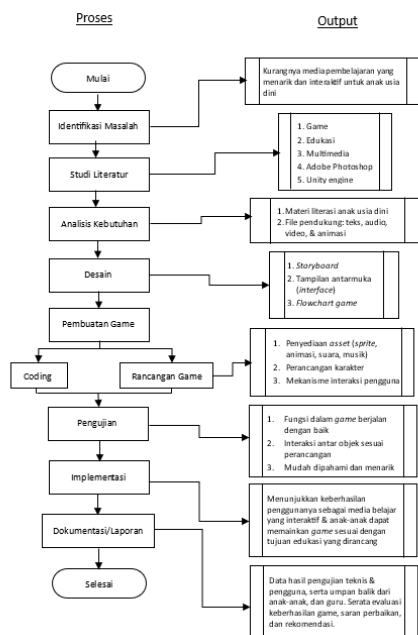 Proses
Output
Mulai
Kurangnya media pembelajaran yang
menarik dan interaktif untuk anak usia
dini
Identifikasi Masalah
1. Game
2. Edukasi
3. Multimedia
4. Adobe Photoshop
5. Unity engine
Studi Literatur
Analisis Kebutuhan
1. Materi literasi anak usia dini
2. File pendukung: teks, audio,
video, & animasi
Desain
1. Storyboard
2. Tampilan antarmuka
(interface)
3. Flowchart game
Pembuatan Game
Coding
Rancangan Game
1. Penyediaan asset (sprite,
animasi, suara, musik)
2. Perancangan karakter
3. Mekanisme interaksi pengguna
Pengujian
1. Fungsi dalam game berjalan
dengan baik
2. Interaksi antar objek sesuai
perancangan
3. Mudah dipahami dan menarik
Implementasi
Menunjukkan keberhasilan
penggunanya sebagai media belajar
yang interaktif & anak-anak dapat
memainkan game sesuai dengan
tujuan edukasi yang dirancang
Dokumentasi/Laporan
Selesai
Data hasil pengujian teknis &
pengguna, serta umpan balik dari
anak-anak, dan guru. Serata evaluasi
keberhasilan game, saran perbaikan,
dan rekomendasi.